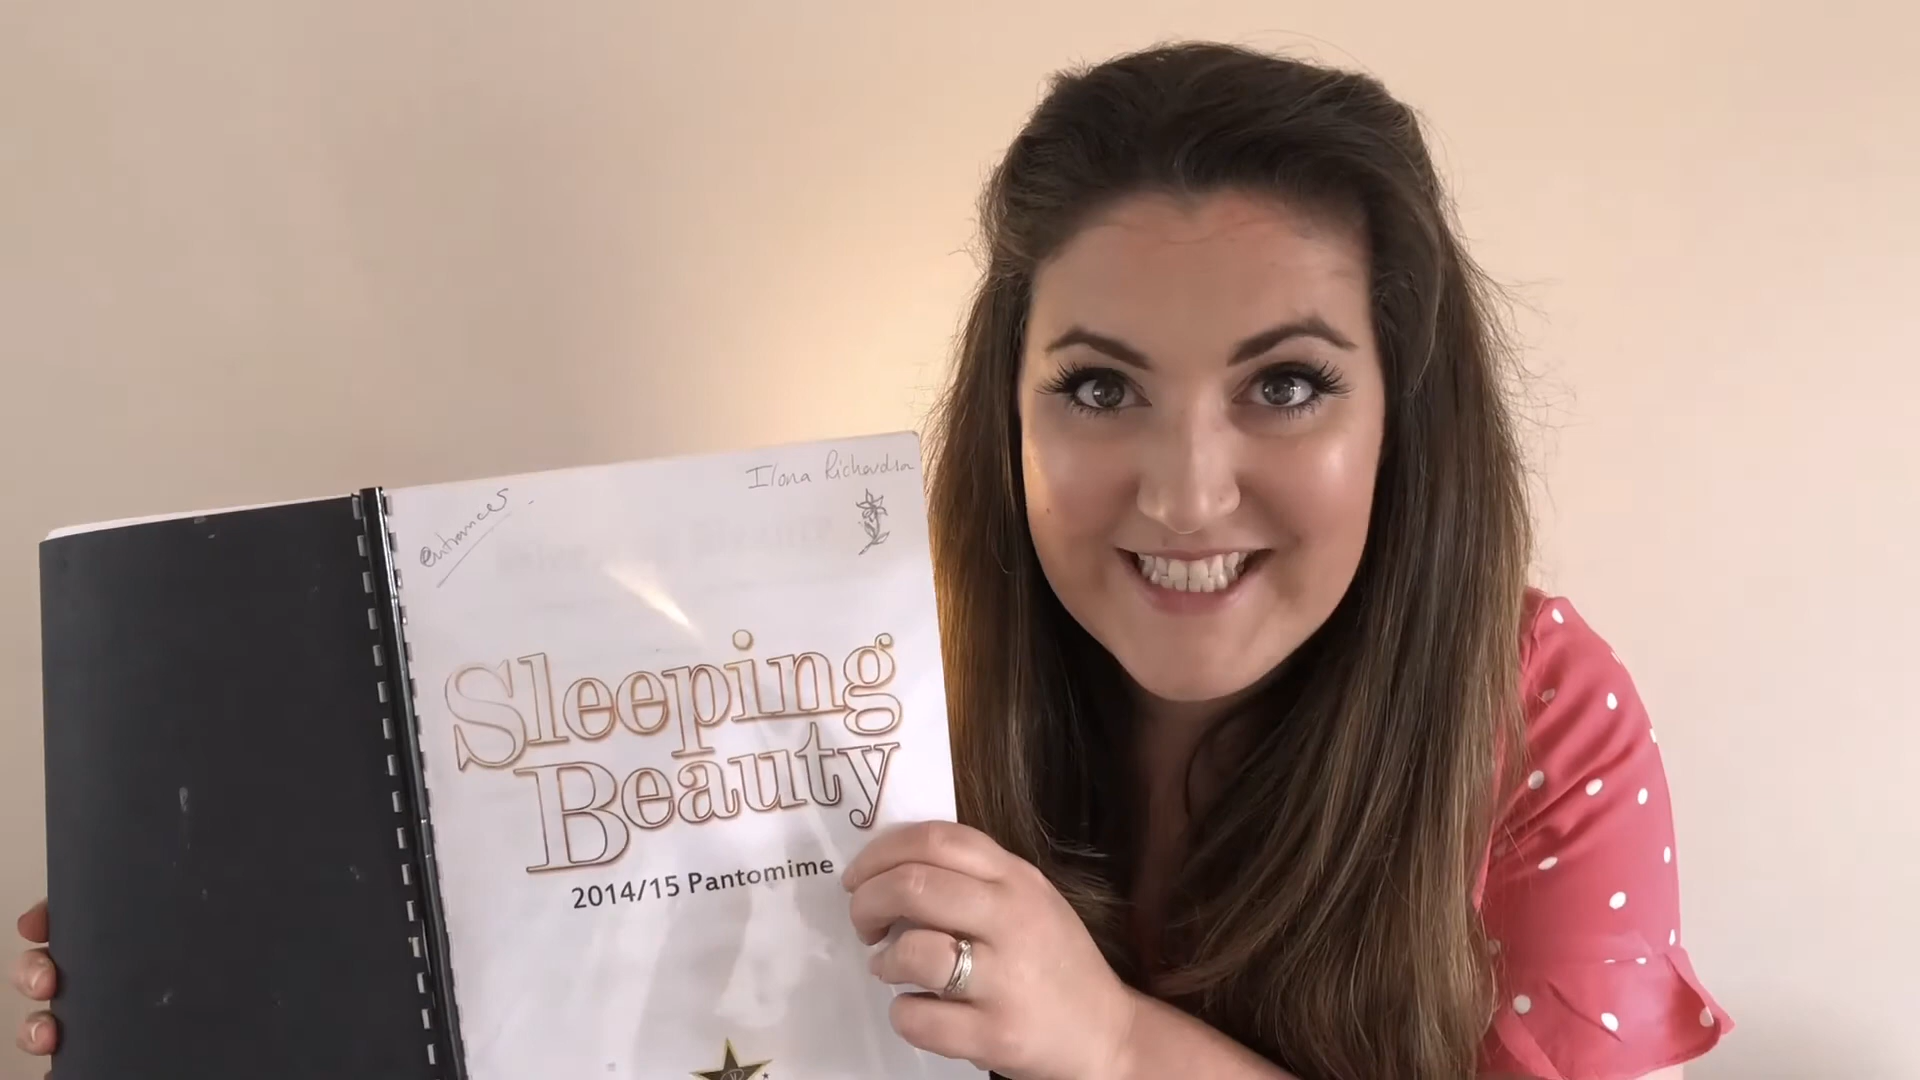 Ilona Richardson
entrances.
Sleeping
Beauty
2014/15 Pantomime